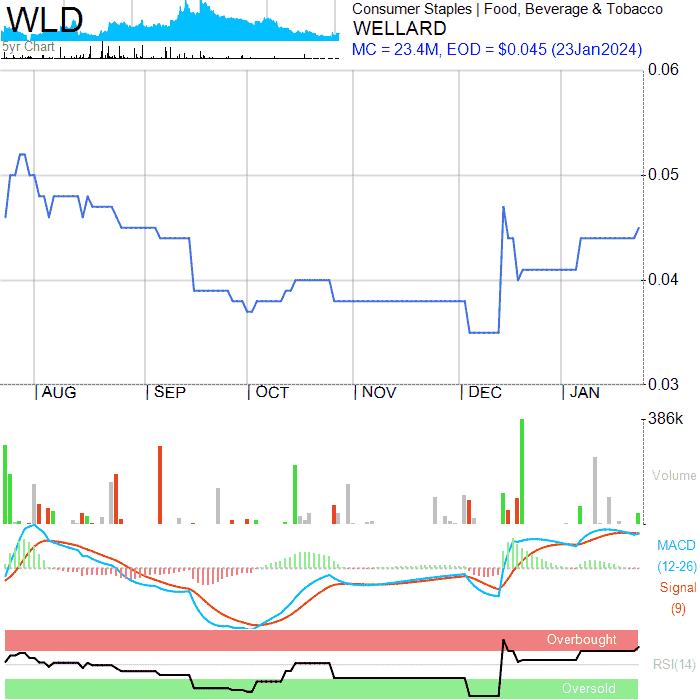 WLD
5yr Chart
Consumer Staples | Food, Beverage & Tobacco
WELLARD
MC = 23.4M, EOD = $0.045 (23Jan2024)
0.06
0.05
0.04
0.03
AUG SEP OCT NOV DEC JAN
386k
Volume
MACD
(12-26)
Signal
(9)
Overbought
RSI(14)
Oversold